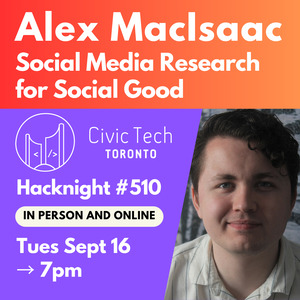 Alex MacIsaac
Social Media Research
for Social Good
</>
Civic Tech
TORONTO
Hacknight #510
IN PERSON AND ONLINE
Tues Sept 16
→ 7pm